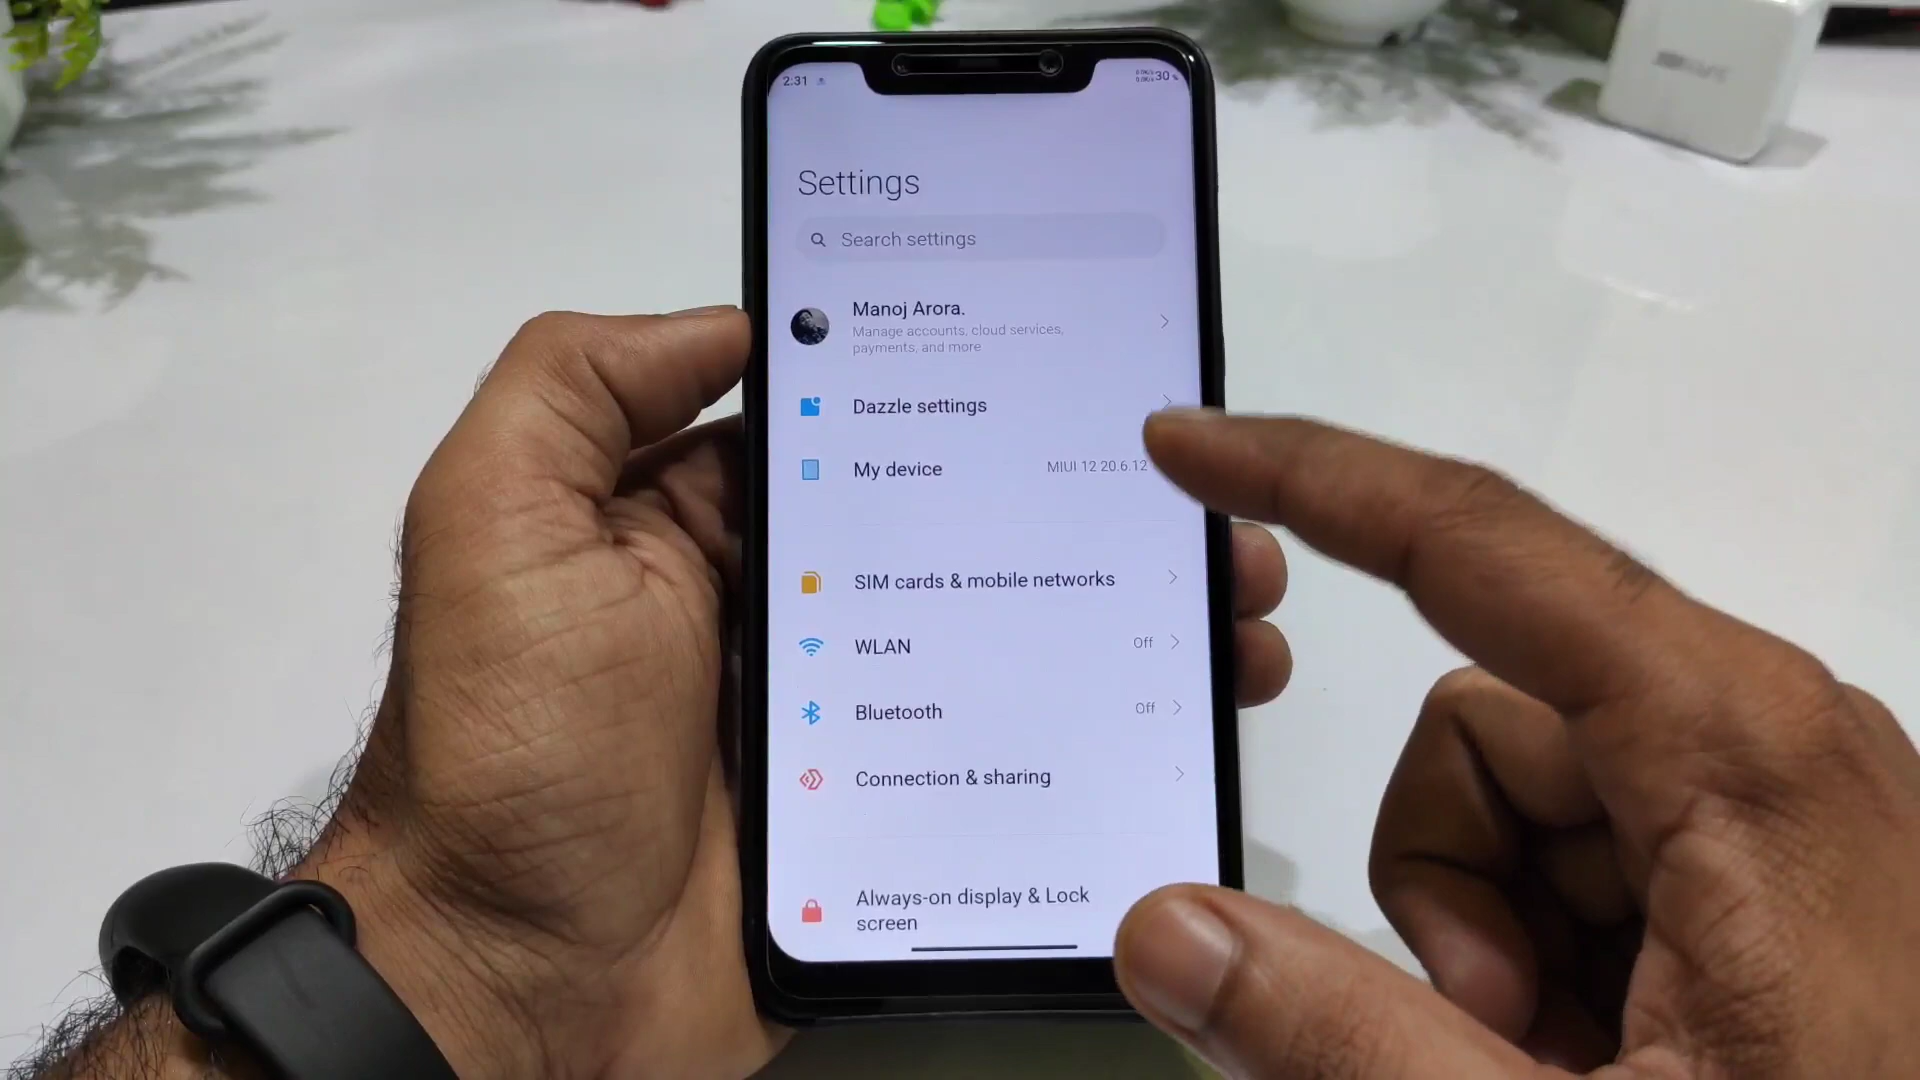 2:31
30
Settings
Search settings
Manoj Arora.
Manage accounts, cloud services,
payments, and more
Dazzle settings
My device
MIUI 12 20.6.12
SIM cards & mobile networks
WLAN
Off
Bluetooth
Off
Connection & sharing
Always-on display & Lock
screen